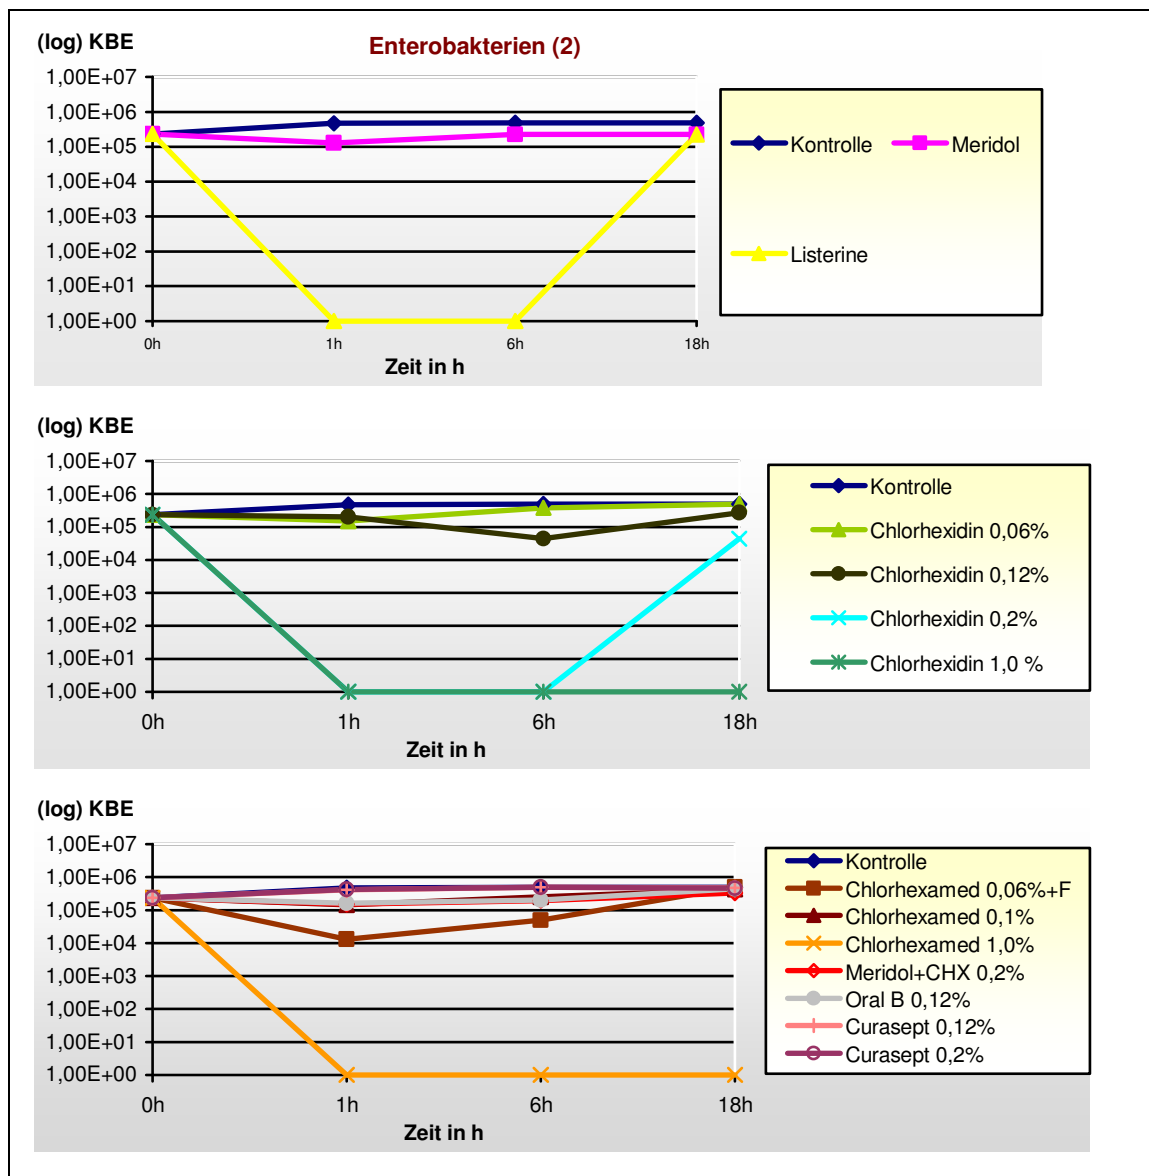 (log) KBE
Enterobakterien (2)
1,00E+07
1,00E+06
1,00E+05
1,00E+04
1,00E+03
1,00E+02
1,00E+01
1,00E+00
0h 1h 6h 18h
Zeit in h
Kontrolle Meridol
Listerine
(log) KBE
1,00E+07
1,00E+06
1,00E+05
1,00E+04
1,00E+03
1,00E+02
1,00E+01
1,00E+00
0h 1h 6h 18h
Zeit in h
Kontrolle
Chlorhexidin 0,06%
Chlorhexidin 0,12%
Chlorhexidin 0,2%
Chlorhexidin 1,0 %
(log) KBE
1,00E+07
1,00E+06
1,00E+05
1,00E+04
1,00E+03
1,00E+02
1,00E+01
1,00E+00
0h 1h 6h 18h
Zeit in h
Kontrolle
Chlorhexamed 0,06%+F
Chlorhexamed 0,1%
Chlorhexamed 1,0%
Meridol+CHX 0,2%
Oral B 0,12%
Curasept 0,12%
Curasept 0,2%